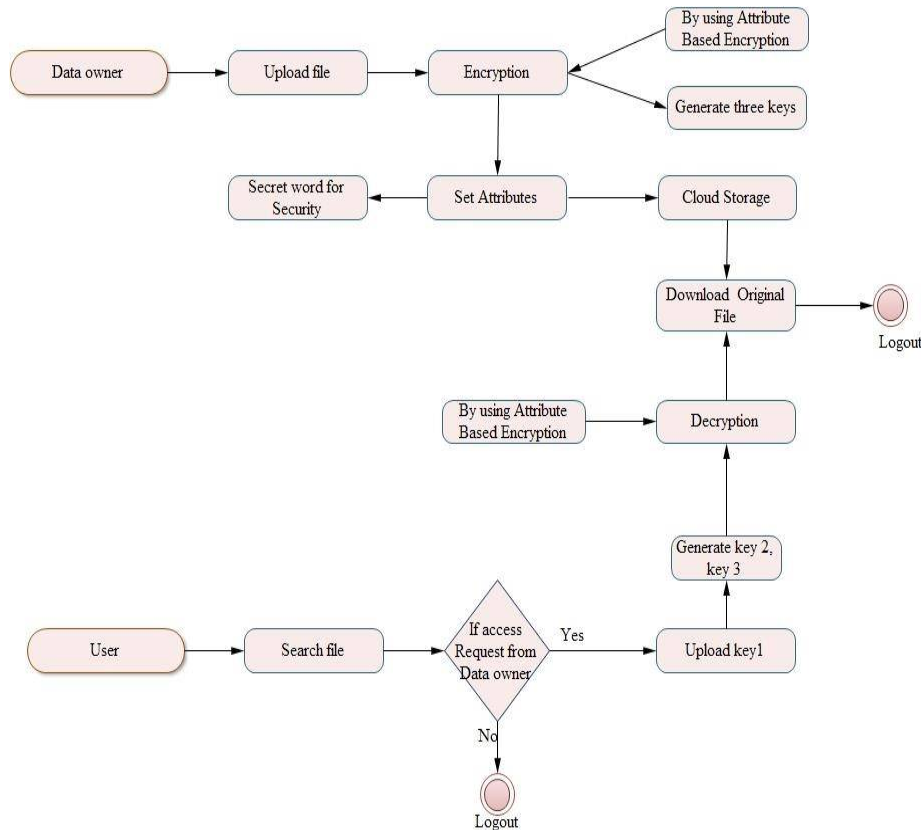 By using Attribute
Based Encryption
Data owner
Upload file
Encryption
Generate three keys
Secret word for
Security
Set Attributes
Cloud Storage
Download Original
File
Logout
By using Attribute
Based Encryption
Decryption
Generate key 2,
key 3
User
Search file
If access
Request from
Data owner
Yes
Upload key1
No
Logout